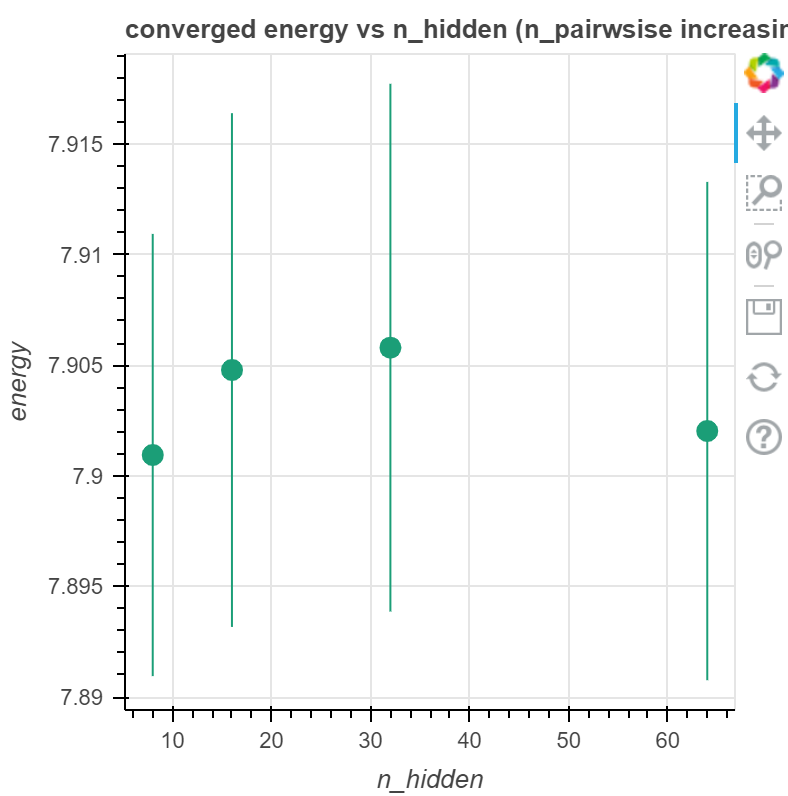 converged energy vs n_hidden (n_pairwsise increasin
7.915
7.91
7.905
7.9
7.895
7.89
energy
10 20 30 40 50 60
n_hidden
?